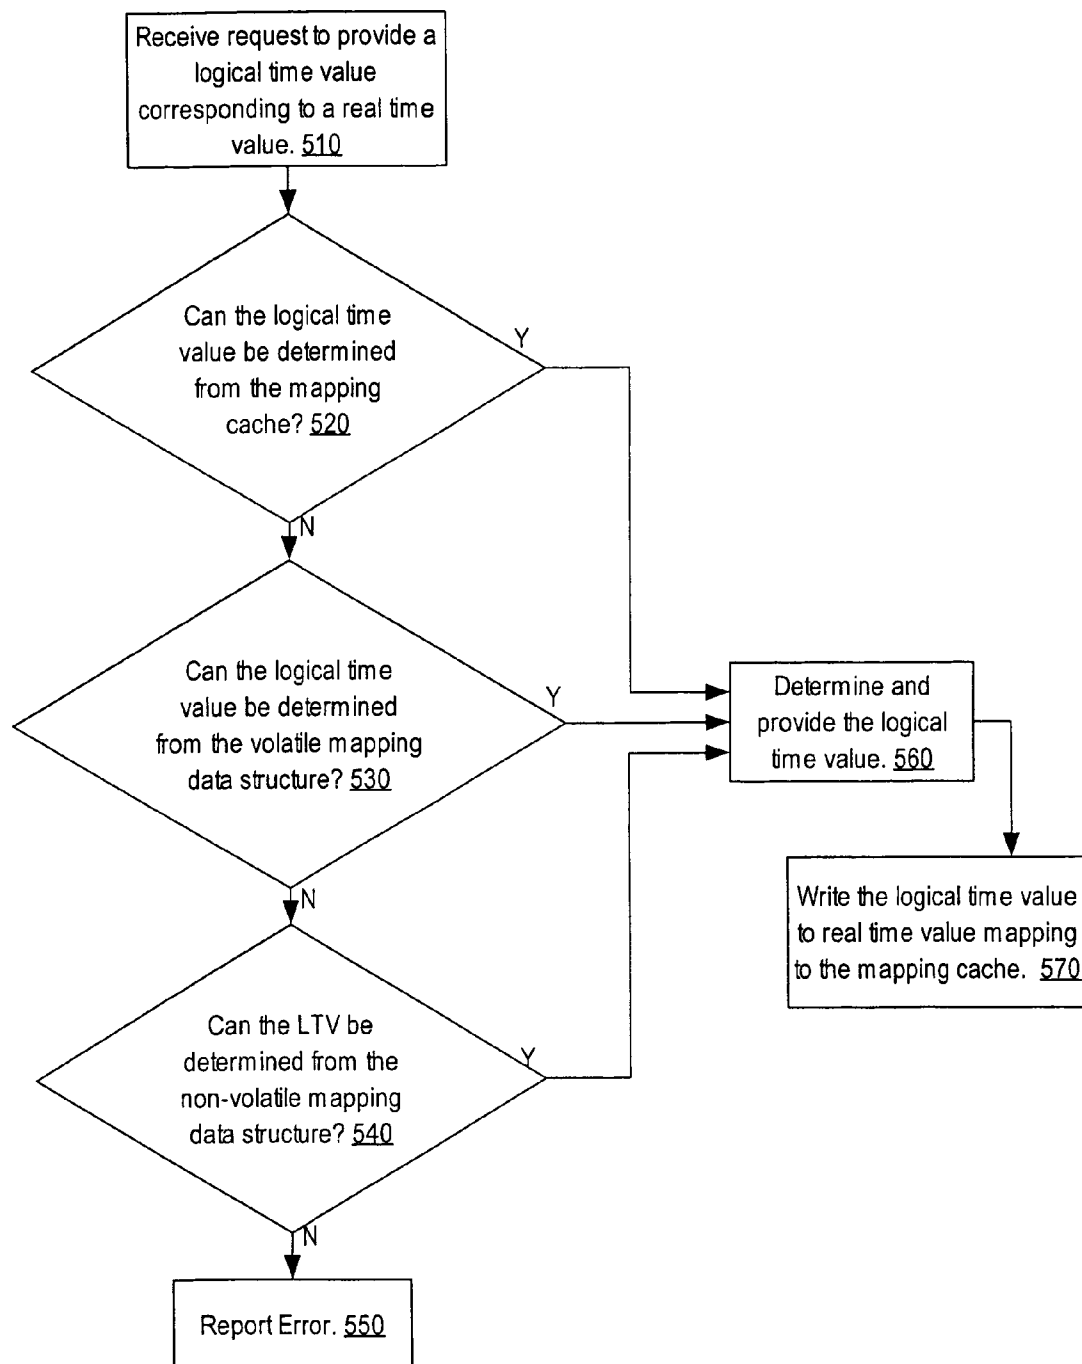 Receive request to provide a
logical time value
corresponding to a real time
value. 510
Can the logical time
value be determined
from the mapping
cache? 520
Y
N
Can the logical time
value be determined
from the volatile mapping
data structure? 530
Y
N
Determine and
provide the logical
time value. 560
Write the logical time value
to real time value mapping
to the mapping cache. 570
Can the LTV be
determined from the
non-volatile mapping
data structure? 540
Y
N
Report Error. 550